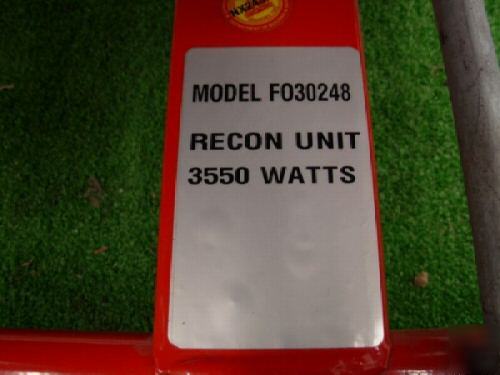 MODEL FO30248
RECON UNIT
3550 WATTS